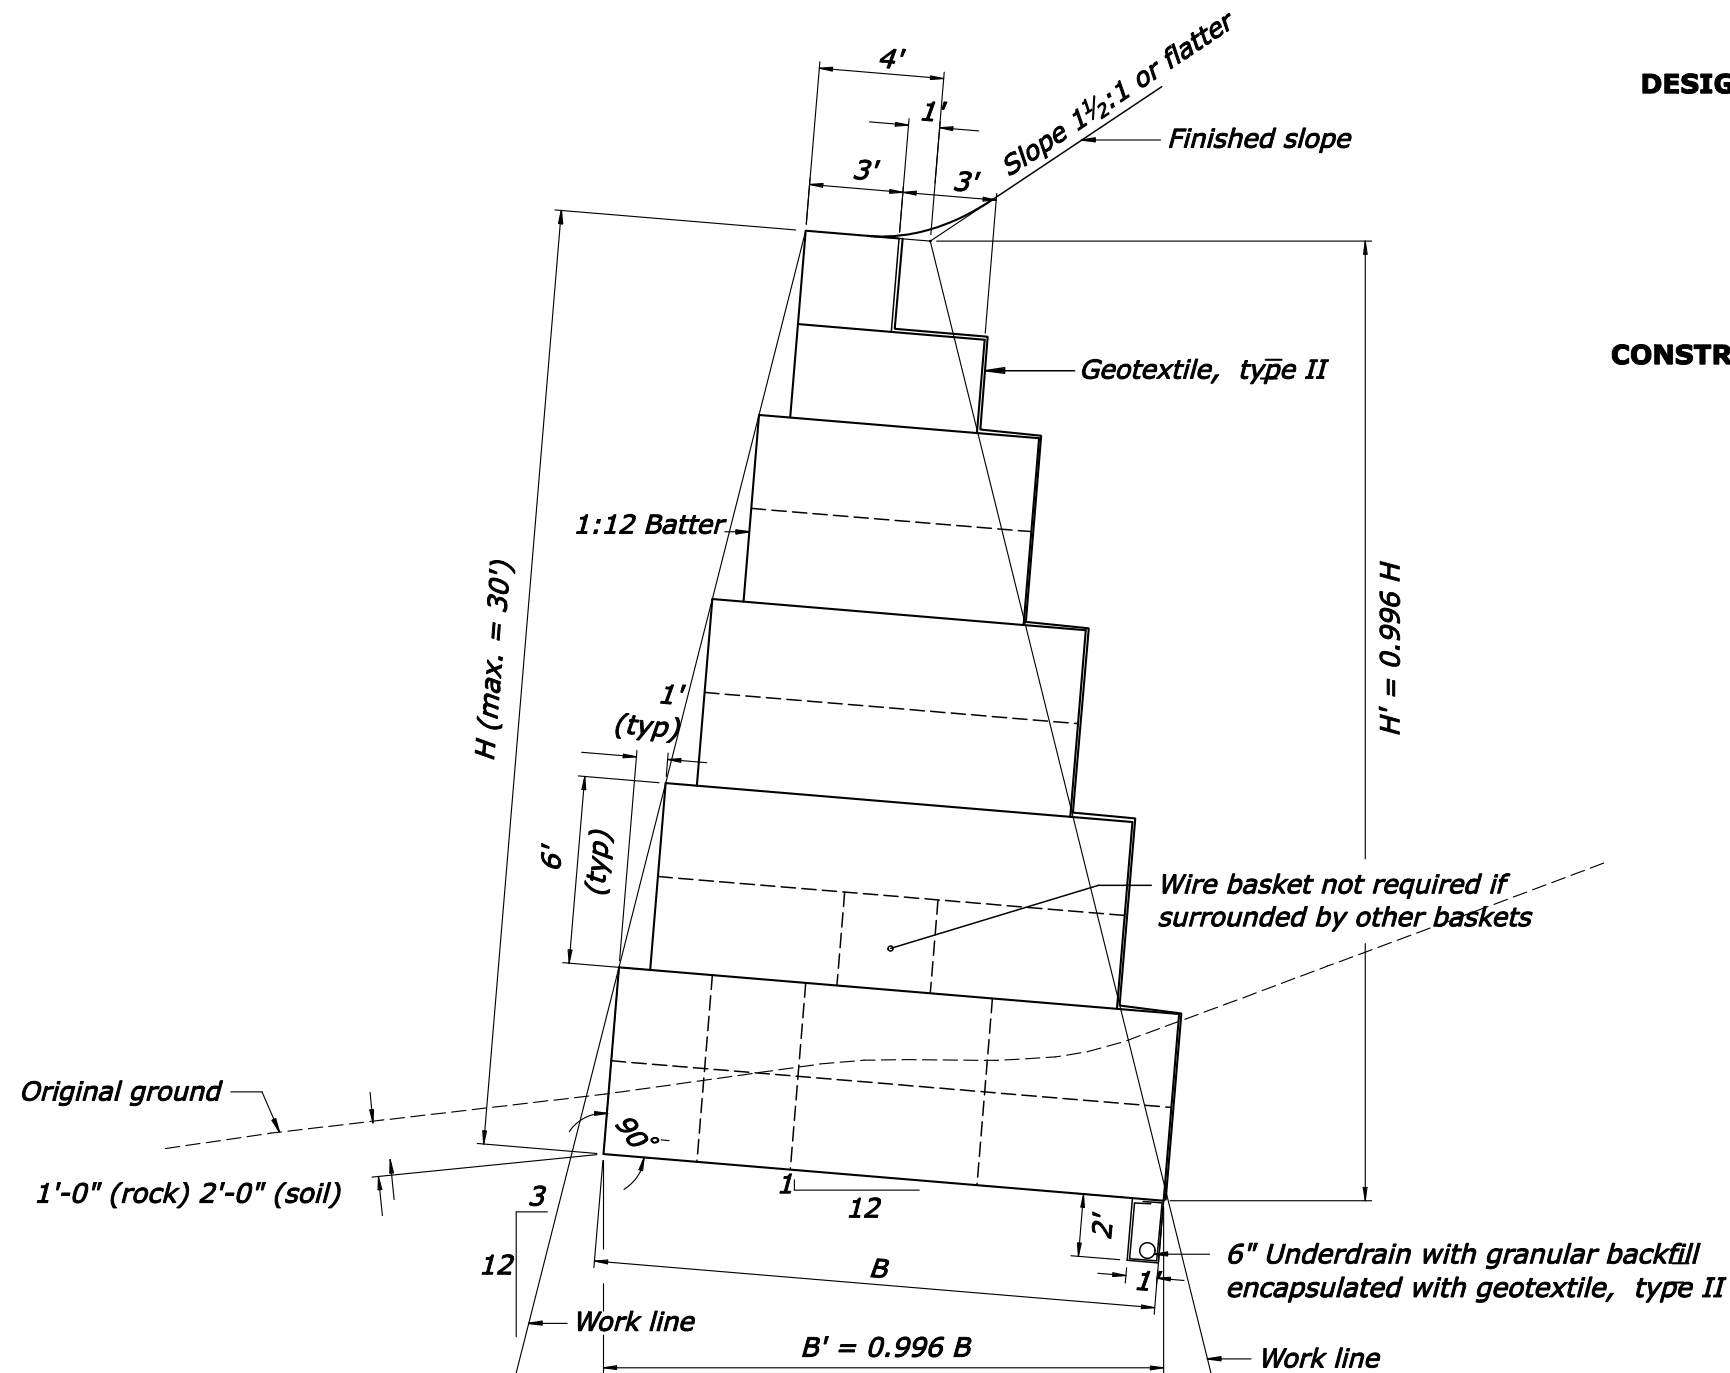 4'
1'
Slope 1½:1 or flatter
DESIG
Finished slope
3'
3'
CONSTR
Geotextile, type II
1:12 Batter
H (max. = 30')
H' = 0.996 H
1'
(typ)
6'
(typ)
Wire basket not required if
surrounded by other baskets
Original ground
90°
1'-0" (rock) 2'-0" (soil)
3
12
1
12
2'
B
1'
6" Underdrain with granular backfill
encapsulated with geotextile, type II
Work line
B' = 0.996 B
Work line